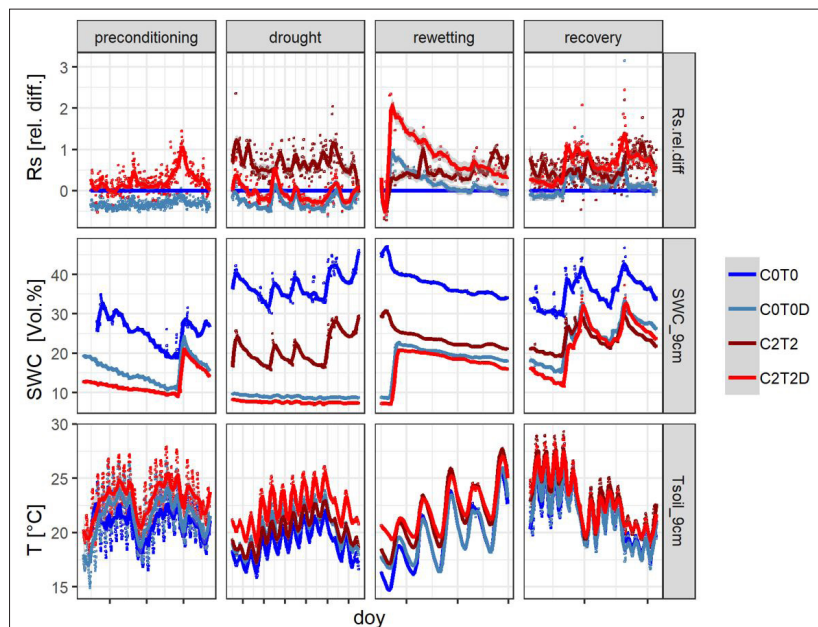 preconditioning drought rewetting recovery
Rs [rel. diff.]
3
2
1
0
Rs.rel.diff
SWC [Vol.%]
40
30
20
10
SWC_9cm
T [°C]
30
25
20
15
Tsoil_9cm
doy
C0T0
C0T0D
C2T2
C2T2D